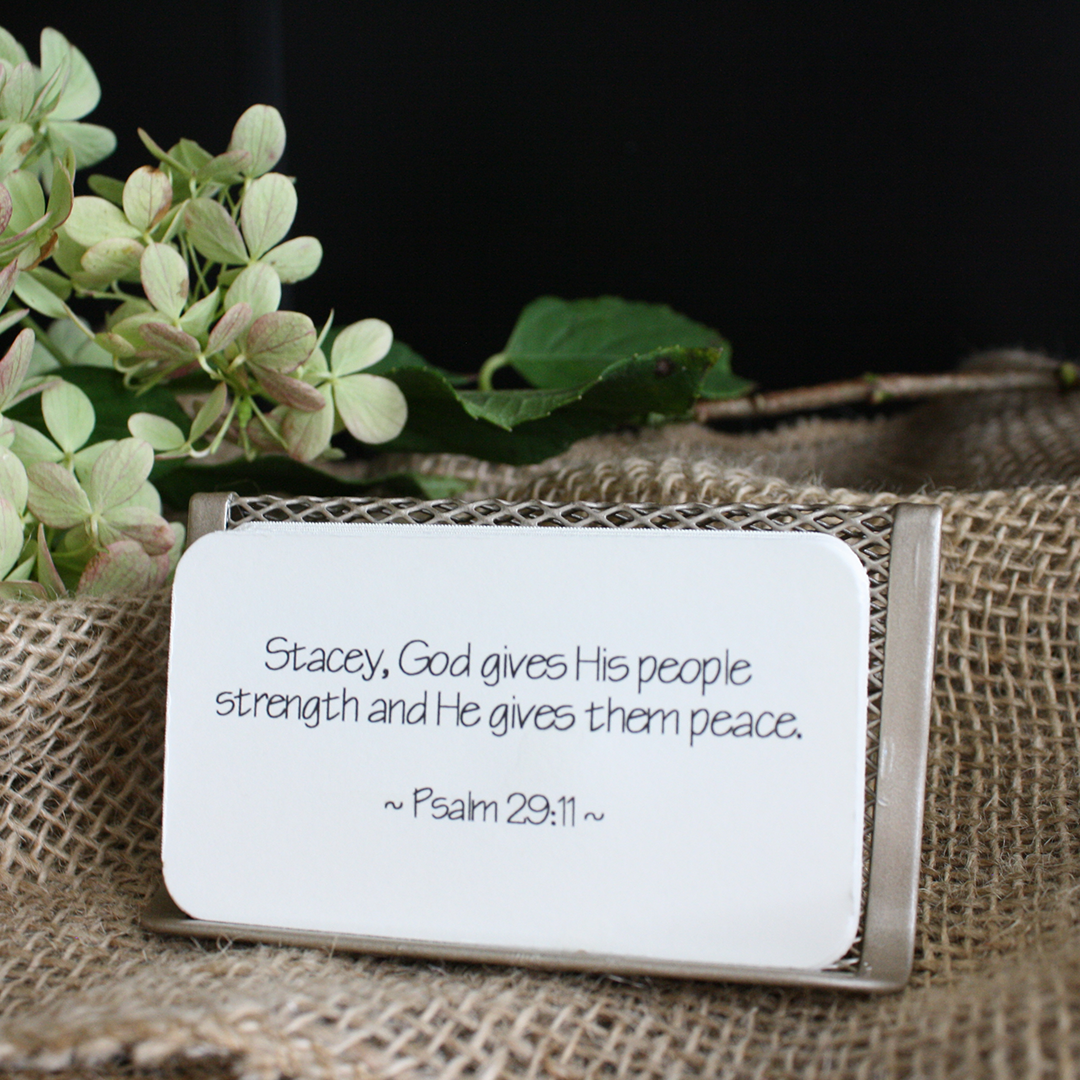 Stacey, God gives His people
strength and He gives them peace.
~ Psalm 29:11 ~